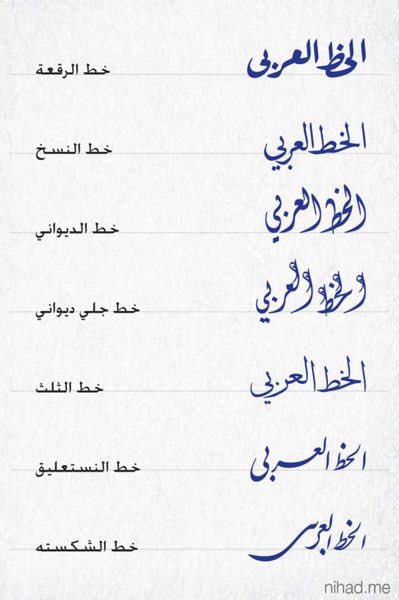 الخط العربي خط الرقعة
الخط العربي خط النسخ
الخط العربي خط الديواني
الخط العربي خط جلي ديواني
الخط العربي خط الثلث
الخط العربي خط النستعليق
الخط العربي خط الشكسته
nihad.me